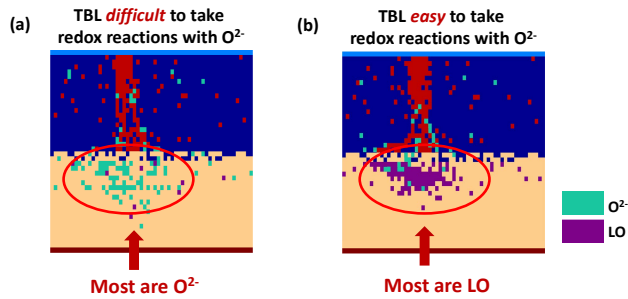 (a)
TBL difficult to take
redox reactions with O²⁻
Most are O²⁻
(b)
TBL easy to take
redox reactions with O²⁻
Most are LO
O²⁻
LO